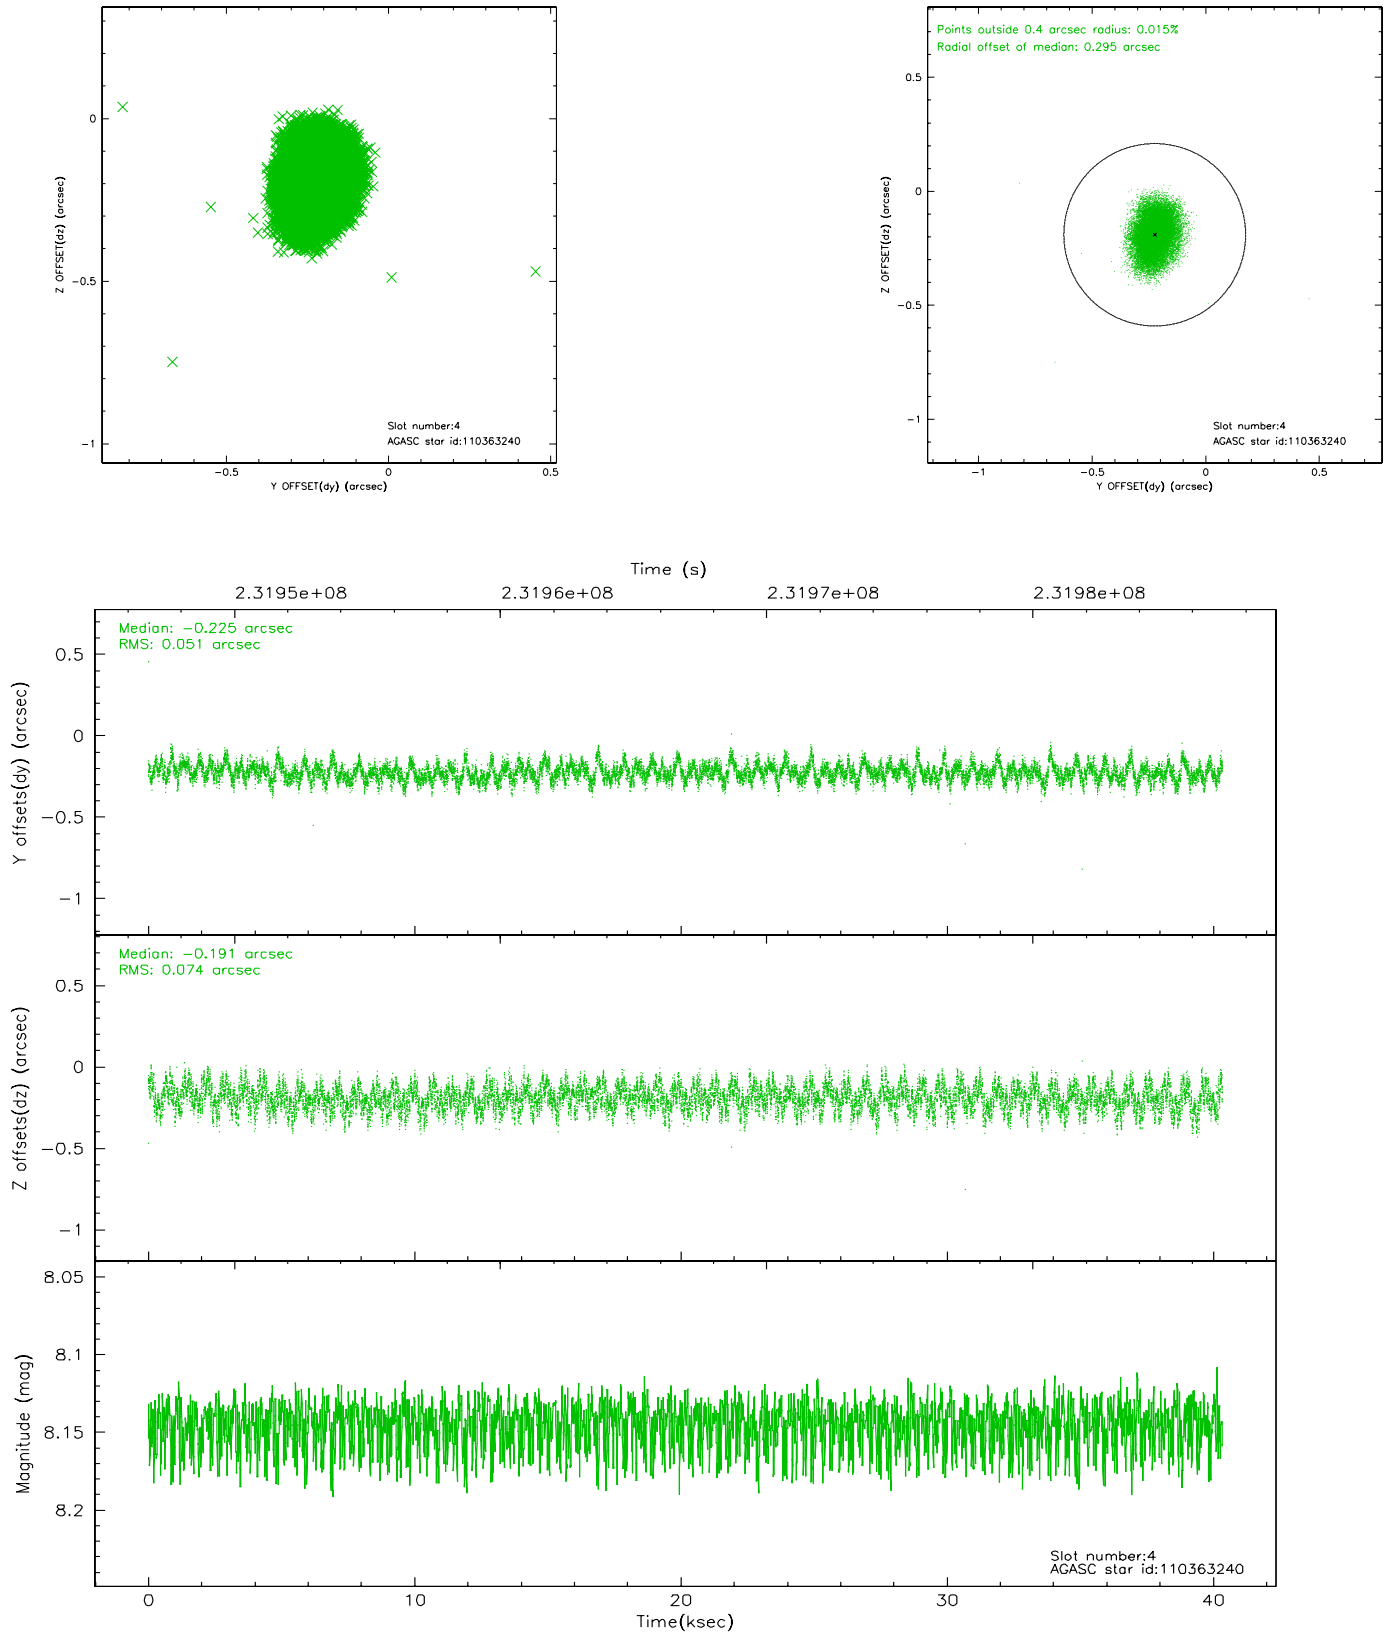 0
−0.5
−1
Z OFFSET(dz) (arcsec)
Slot number:4
AGASC star id:110363240
−0.5 0 0.5
Y OFFSET(dy) (arcsec)
Points outside 0.4 arcsec radius: 0.015%
Radial offset of median: 0.295 arcsec
0.5
0
−0.5
−1
Z OFFSET(dz) (arcsec)
Slot number:4
AGASC star id:110363240
−1 −0.5 0 0.5
Y OFFSET(dy) (arcsec)
Time (s)
2.3195e+08 2.3196e+08 2.3197e+08 2.3198e+08
Median: −0.225 arcsec
RMS: 0.051 arcsec
0.5
0
−0.5
−1
Y offsets(dy) (arcsec)
Median: −0.191 arcsec
RMS: 0.074 arcsec
0.5
0
−0.5
−1
Z offsets(dz) (arcsec)
8.05
8.1
8.15
8.2
Magnitude (mag)
Slot number:4
AGASC star id:110363240
0 10 20 30 40
Time(ksec)